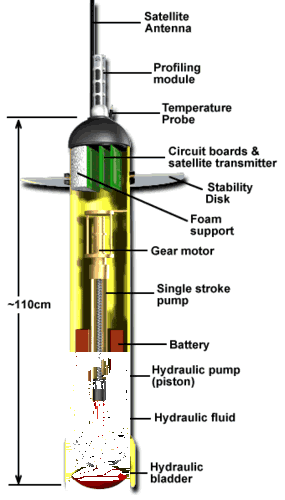 Satellite
Antenna
Profiling
module
Temperature
Probe
Circuit boards &
satellite transmitter
Stability
Disk
Foam
support
Gear motor
~110cm
Single stroke
pump
Battery
Hydraulic pump
(piston)
Hydraulic fluid
Hydraulic
bladder